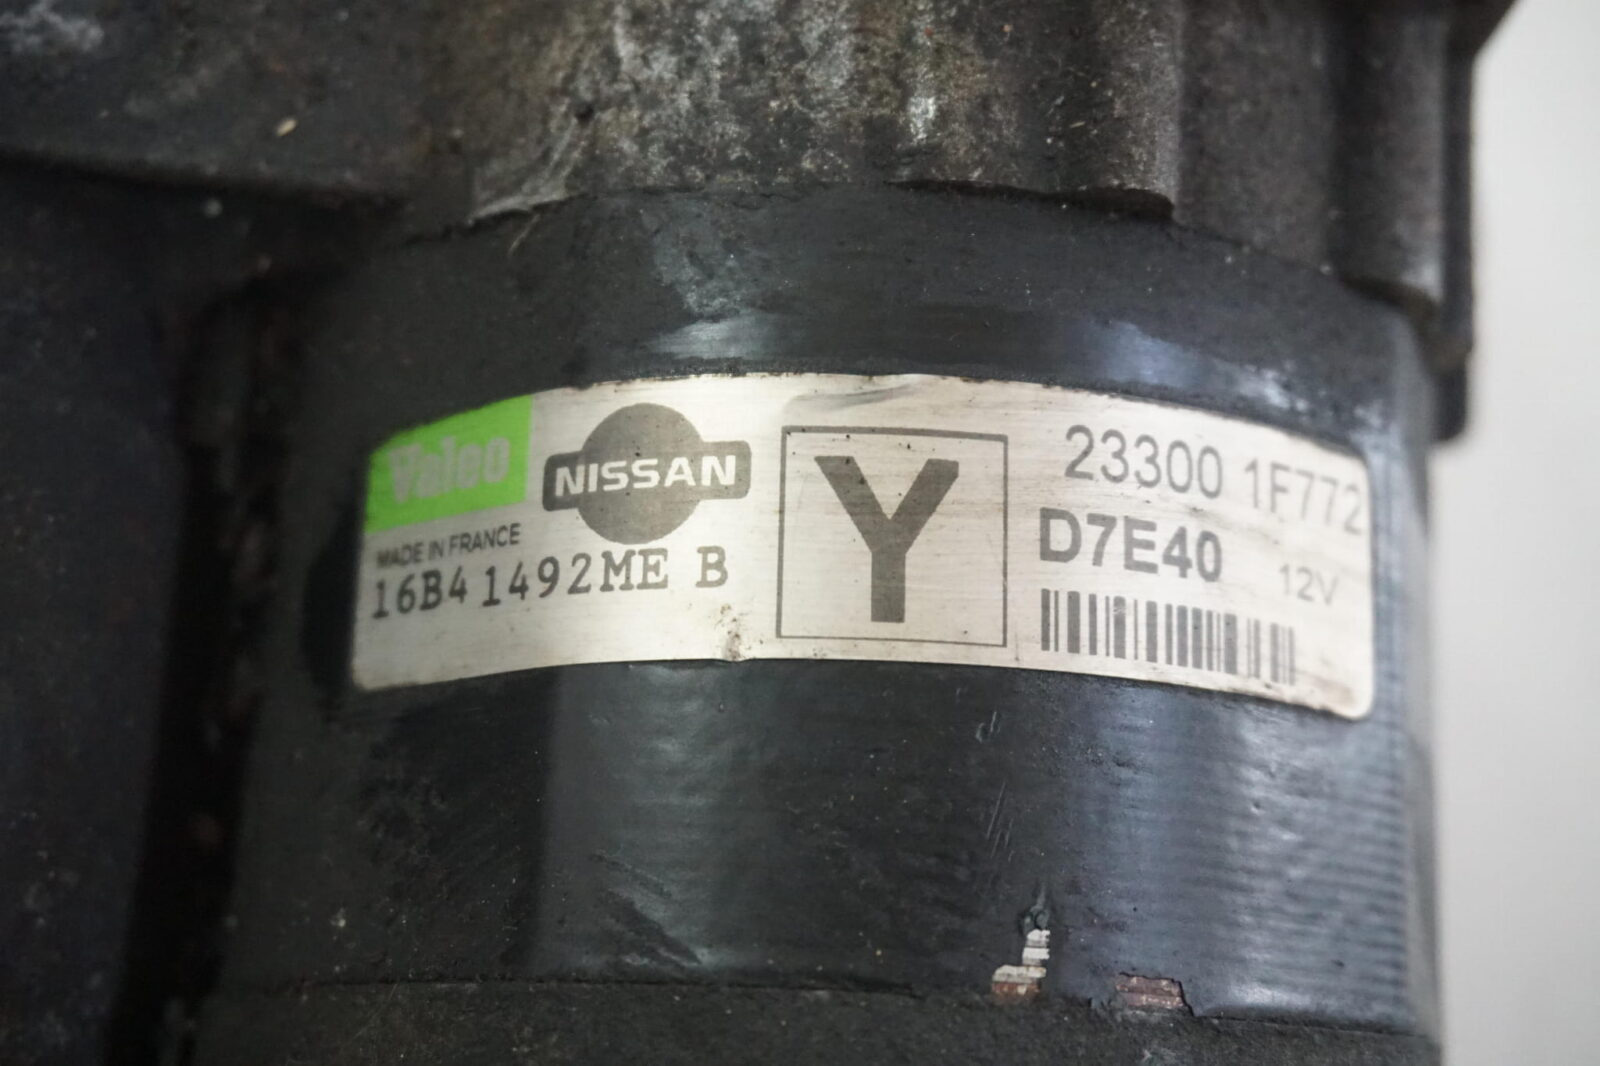 Valeo
NISSAN
MADE IN FRANCE
16B41492ME B
Y
23300 1F772
D7E40 12V